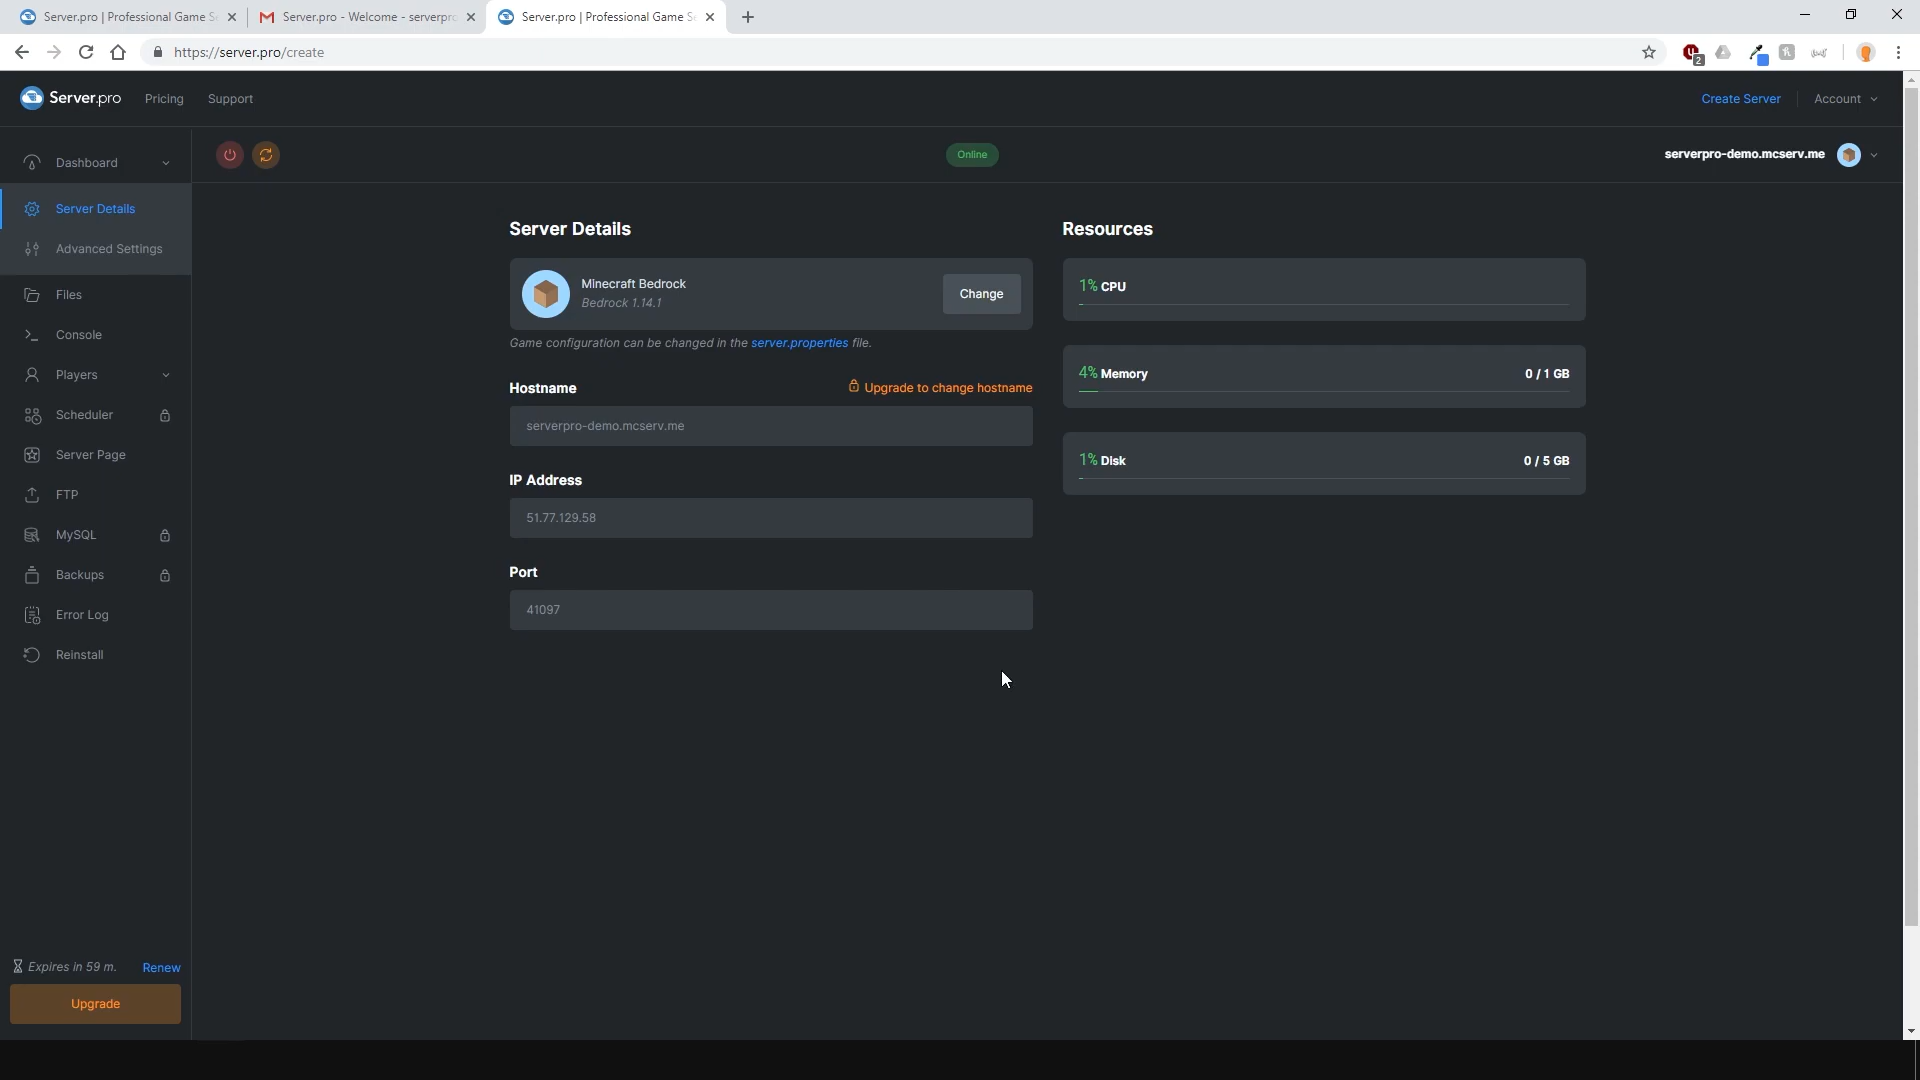 Server.pro | Professional Game S
Server.pro - Welcome - serverpro
Server.pro | Professional Game S
https://server.pro/create
2
Server.pro
Pricing
Support
Create Server
Account
Online
serverpro-demo.mcserv.me
Dashboard
Server Details
Advanced Settings
Files
Console
Players
Scheduler
Server Page
FTP
MySQL
Backups
Error Log
Reinstall
Expires in 59 m.
Renew
Upgrade
Server Details
Minecraft Bedrock
Bedrock 1.14.1
Change
Game configuration can be changed in the server.properties file.
Hostname
Upgrade to change hostname
serverpro-demo.mcserv.me
IP Address
51.77.129.58
Port
41097
Resources
1% CPU
4% Memory
0 / 1 GB
1% Disk
0 / 5 GB